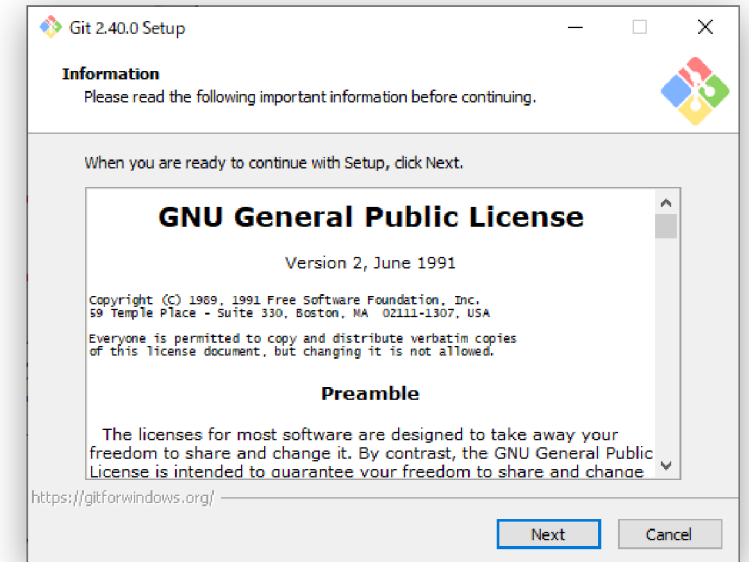 Git 2.40.0 Setup
Information
Please read the following important information before continuing.
When you are ready to continue with Setup, click Next.
GNU General Public License
Version 2, June 1991
Copyright (C) 1989, 1991 Free Software Foundation, Inc.
59 Temple Place - Suite 330, Boston, MA  02111-1307, USA
Everyone is permitted to copy and distribute verbatim copies
of this license document, but changing it is not allowed.
Preamble
The licenses for most software are designed to take away your
freedom to share and change it. By contrast, the GNU General Public
License is intended to guarantee your freedom to share and change
https://gitforwindows.org/
Next
Cancel